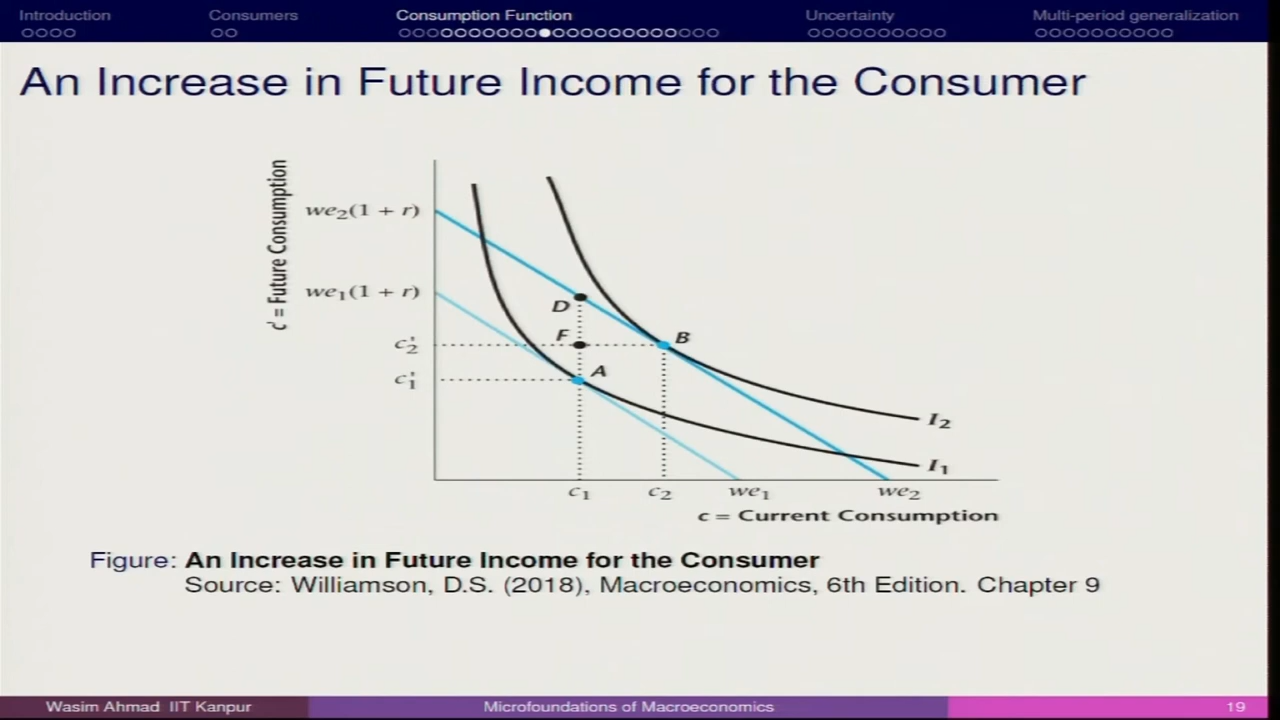 Introduction
Consumers
Consumption Function
Uncertainty
Multi-period generalization
An Increase in Future Income for the Consumer
c' = Future Consumption
we₂(1 + r)
we₁(1 + r)
c₂'
c₁'
D
F
B
A
I₂
I₁
c₁
c₂
we₁
we₂
c = Current Consumption
Figure: An Increase in Future Income for the Consumer
Source: Williamson, D.S. (2018), Macroeconomics, 6th Edition. Chapter 9
Wasim Ahmad IIT Kanpur
Microfoundations of Macroeconomics
19